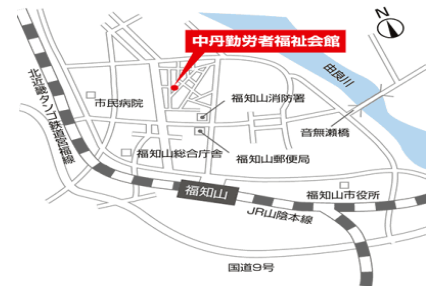 N
中丹勤労者福祉会館
由良川
市民病院
福知山消防署
音無瀬橋
北近畿タンゴ鉄道宮福線
福知山総合庁舎
福知山郵便局
福知山
福知山市役所
JR山陰本線
国道9号